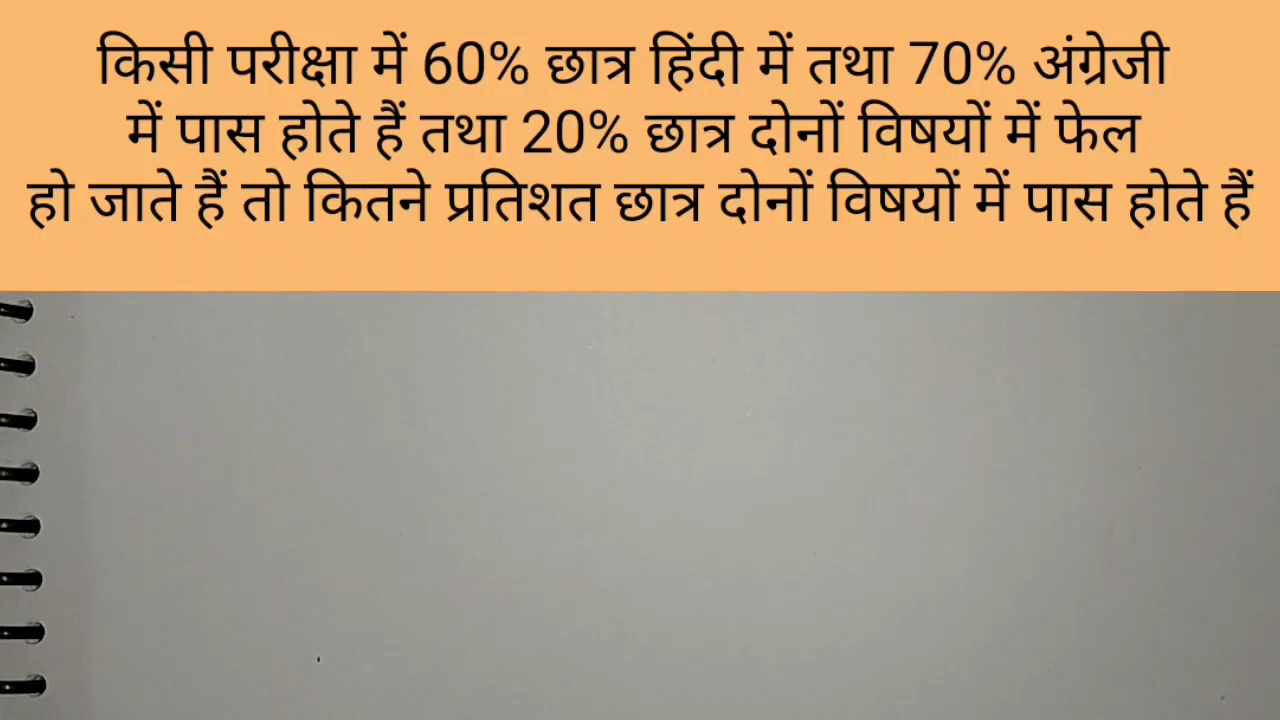 किसी परीक्षा में 60% छात्र हिंदी में तथा 70% अंग्रेजी
में पास होते हैं तथा 20% छात्र दोनों विषयों में फेल
हो जाते हैं तो कितने प्रतिशत छात्र दोनों विषयों में पास होते हैं